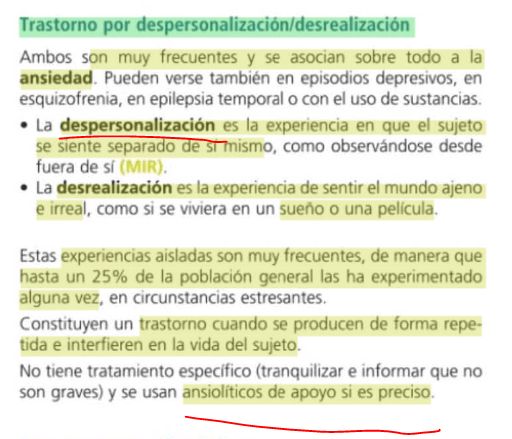 Trastorno por despersonalización/desrealización
Ambos son muy frecuentes y se asocian sobre todo a la
ansiedad. Pueden verse también en episodios depresivos, en
esquizofrenia, en epilepsia temporal o con el uso de sustancias.
• La despersonalización es la experiencia en que el sujeto
se siente separado de sí mismo, como observándose desde
fuera de sí (MIR).
• La desrealización es la experiencia de sentir el mundo ajeno
e irreal, como si se viviera en un sueño o una película.
Estas experiencias aisladas son muy frecuentes, de manera que
hasta un 25% de la población general las ha experimentado
alguna vez, en circunstancias estresantes.
Constituyen un trastorno cuando se producen de forma repe-
tida e interfieren en la vida del sujeto.
No tiene tratamiento específico (tranquilizar e informar que no
son graves) y se usan ansiolíticos de apoyo si es preciso.